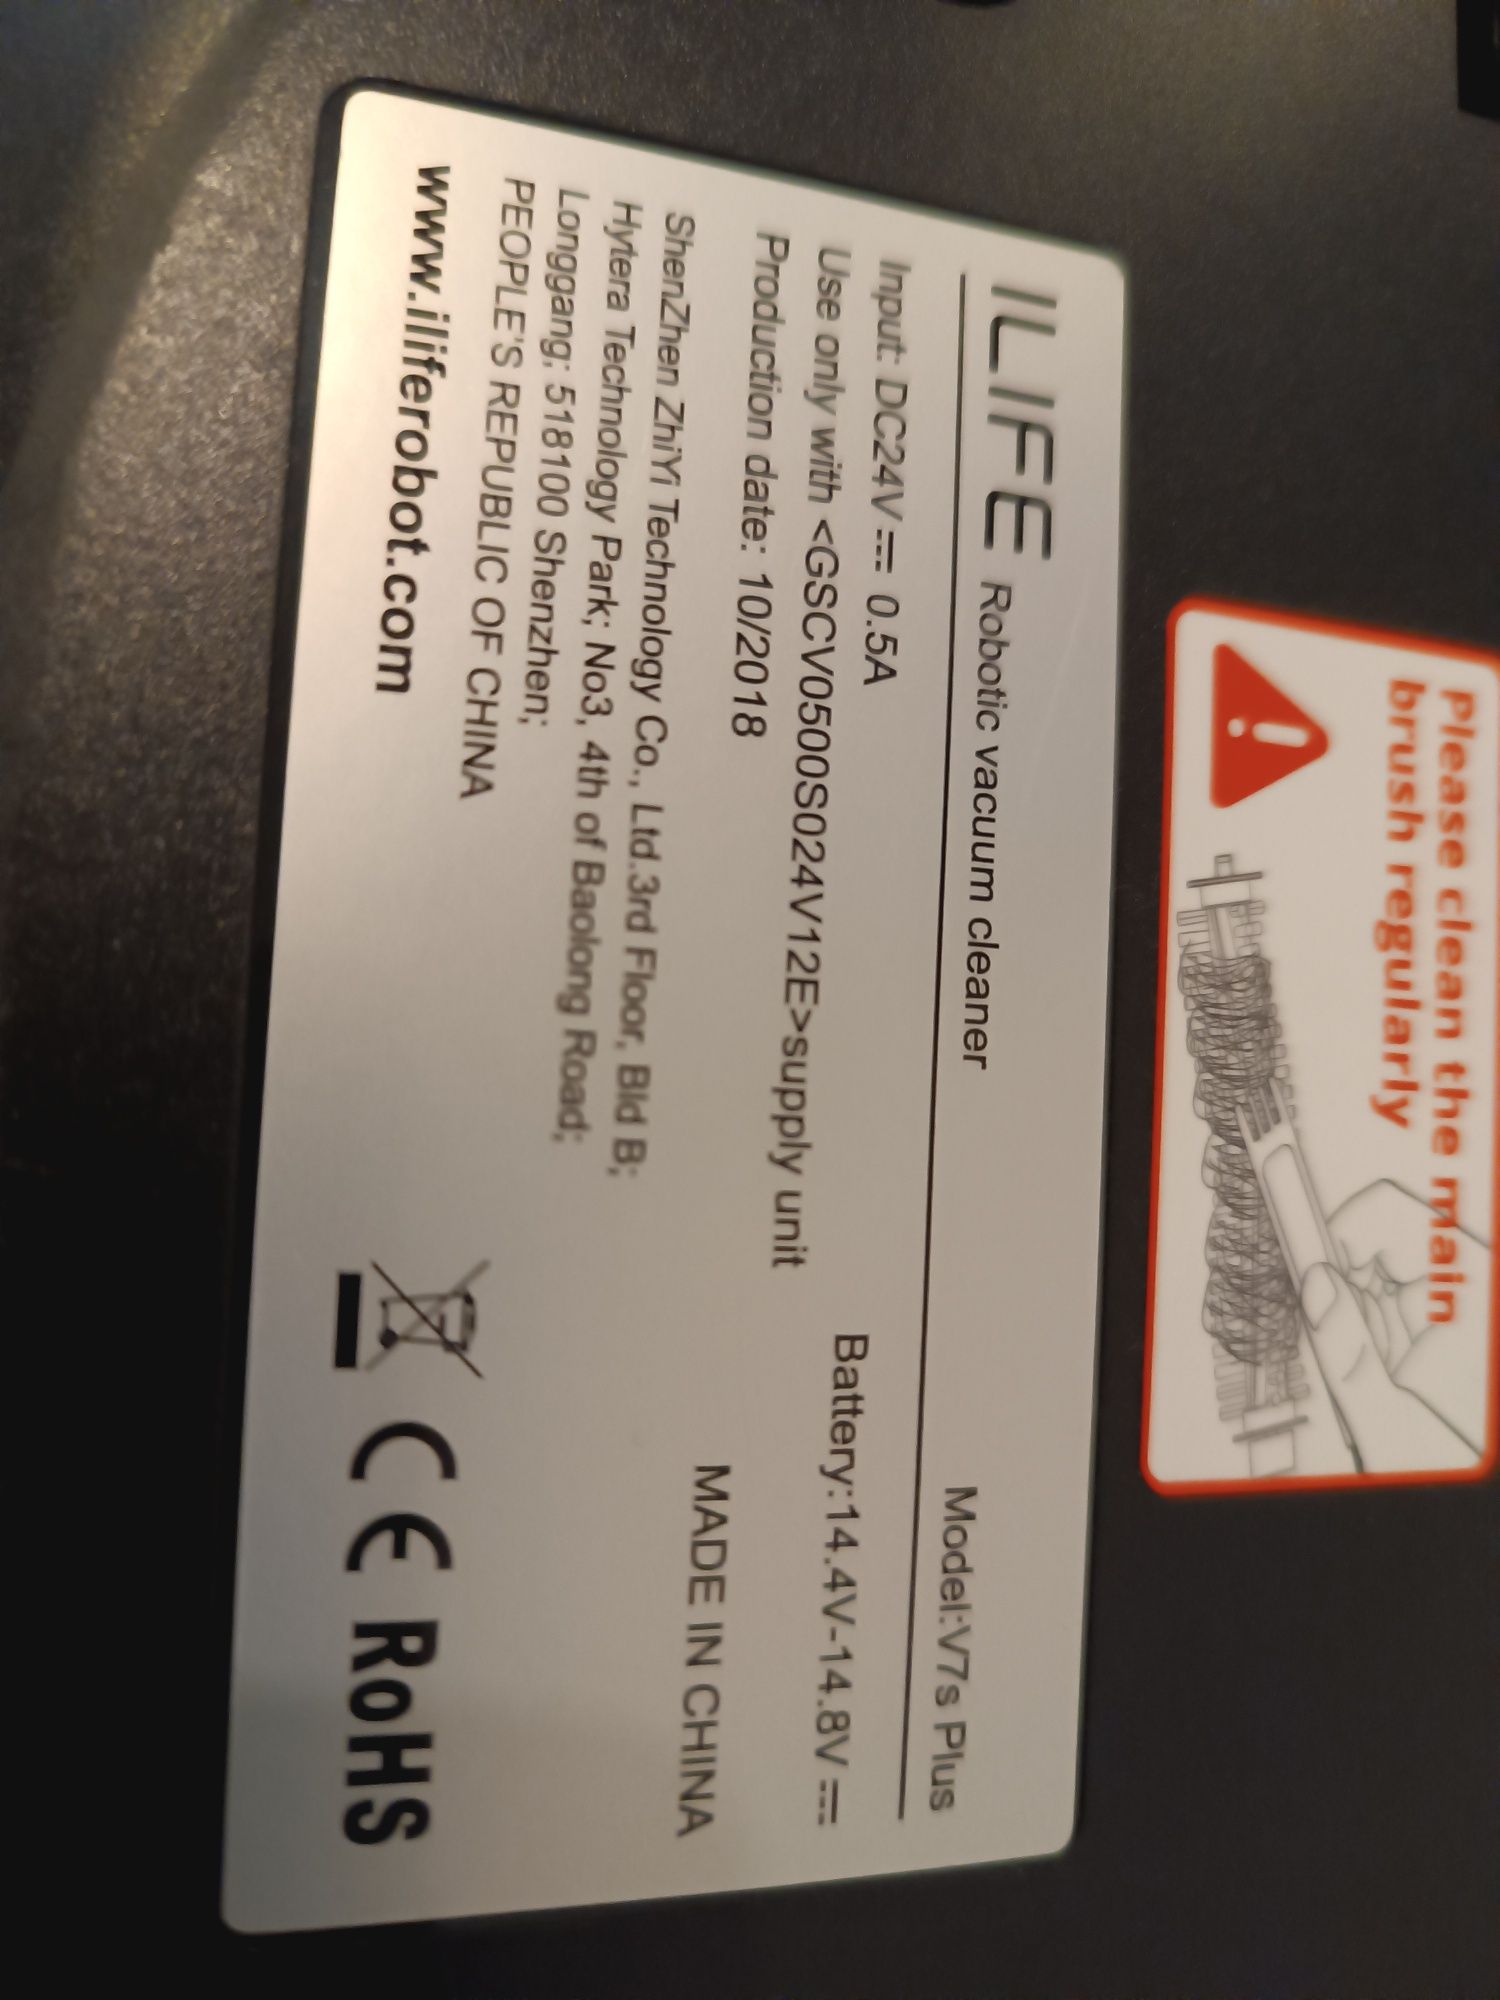 ILIFE Robotic vacuum cleaner Model:V7s Plus
Input: DC24V⎓ 0.5A Battery:14.4V-14.8V⎓
Use only with <GSCV0500S024V12E>supply unit
Production date: 10/2018 MADE IN CHINA
ShenZhen ZhiYi Technology Co., Ltd.3rd Floor, Bld B;
Hytera Technology Park; No3, 4th of Baolong Road;
Longgang; 518100 Shenzhen;
PEOPLE'S REPUBLIC OF CHINA
www.iliferobot.com CE RoHS
Please clean the main
brush regularly